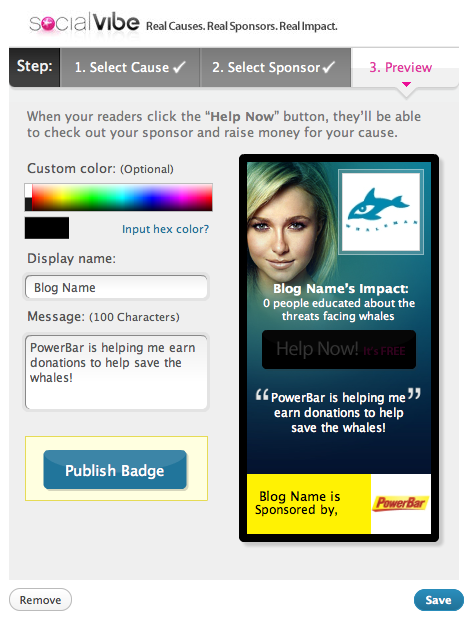 socialvibe Real Causes. Real Sponsors. Real Impact.
Step: 1. Select Cause 2. Select Sponsor 3. Preview
When your readers click the “Help Now” button, they’ll be able
to check out your sponsor and raise money for your cause.
Custom color: (Optional)
Input hex color?
Display name:
Blog Name
Message: (100 Characters)
PowerBar is helping me earn
donations to help save the
whales!
Publish Badge
WHALEMAN
Blog Name’s Impact:
0 people educated about the
threats facing whales
Help Now! It’s FREE
“PowerBar is helping me”
earn donations to help
save the whales!
Blog Name is
Sponsored by,
PowerBar
Remove
Save